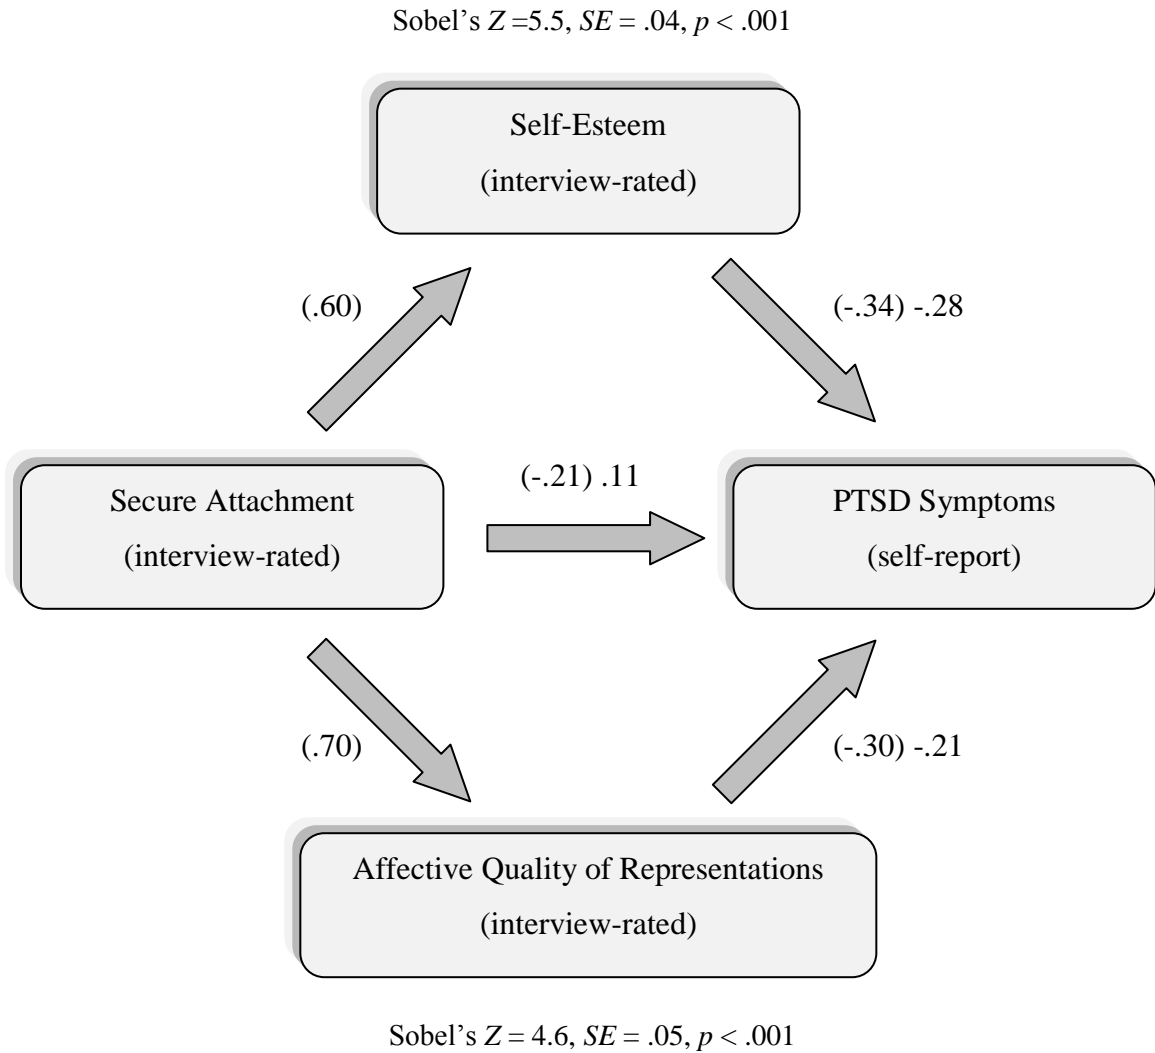 Sobel's Z =5.5, SE = .04, p < .001
Self-Esteem
(interview-rated)
(.60)
(-.34) -.28
Secure Attachment
(interview-rated)
(-.21) .11
PTSD Symptoms
(self-report)
(.70)
(-.30) -.21
Affective Quality of Representations
(interview-rated)
Sobel's Z = 4.6, SE = .05, p < .001